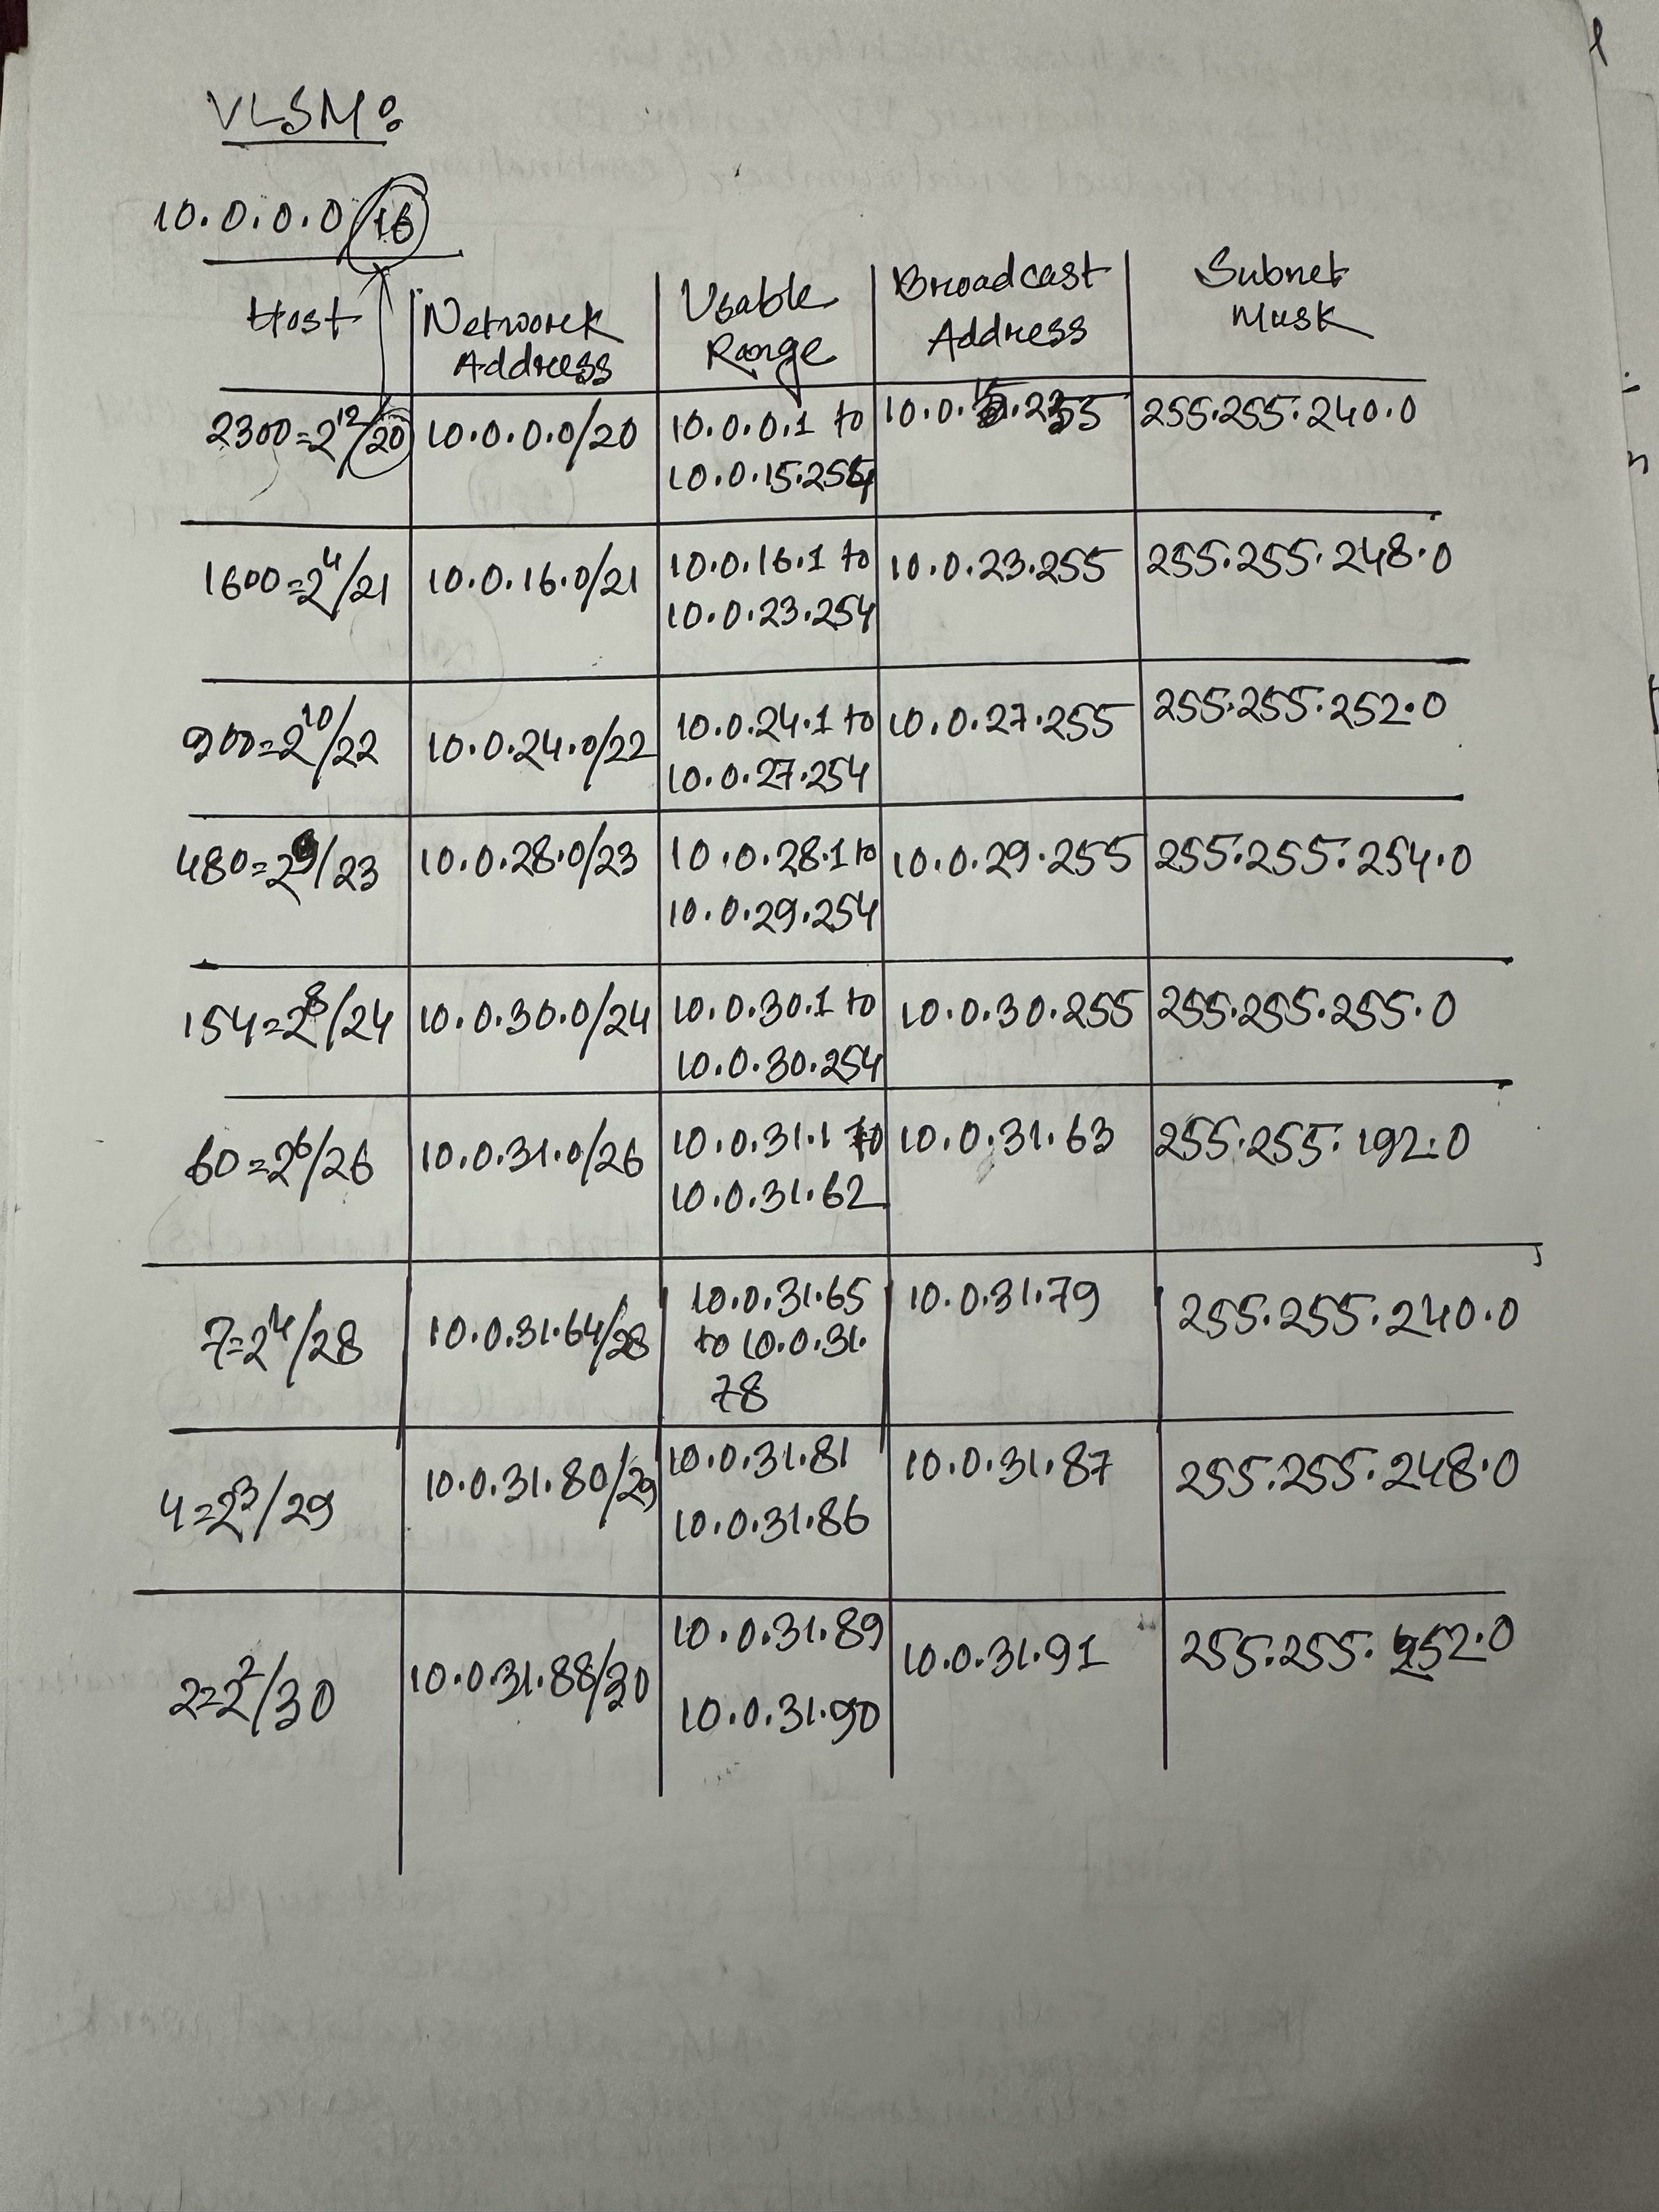 VLSM:
10.0.0.0/16
Host | Network Address | Usable Range | Broadcast Address | Subnet Mask
2300=2^12/20 | 10.0.0.0/20 | 10.0.0.1 to 10.0.15.254 | 10.0.15.255 | 255.255.240.0
1600=2^4/21 | 10.0.16.0/21 | 10.0.16.1 to 10.0.23.254 | 10.0.23.255 | 255.255.248.0
900=2^10/22 | 10.0.24.0/22 | 10.0.24.1 to 10.0.27.254 | 10.0.27.255 | 255.255.252.0
480=2^9/23 | 10.0.28.0/23 | 10.0.28.1 to 10.0.29.254 | 10.0.29.255 | 255.255.254.0
154=2^8/24 | 10.0.30.0/24 | 10.0.30.1 to 10.0.30.254 | 10.0.30.255 | 255.255.255.0
60=2^6/26 | 10.0.31.0/26 | 10.0.31.1 to 10.0.31.62 | 10.0.31.63 | 255.255.192.0
7=2^4/28 | 10.0.31.64/28 | 10.0.31.65 to 10.0.31.78 | 10.0.31.79 | 255.255.240.0
4=2^3/29 | 10.0.31.80/29 | 10.0.31.81 10.0.31.86 | 10.0.31.87 | 255.255.248.0
2=2^2/30 | 10.0.31.88/30 | 10.0.31.89 10.0.31.90 | 10.0.31.91 | 255.255.252.0